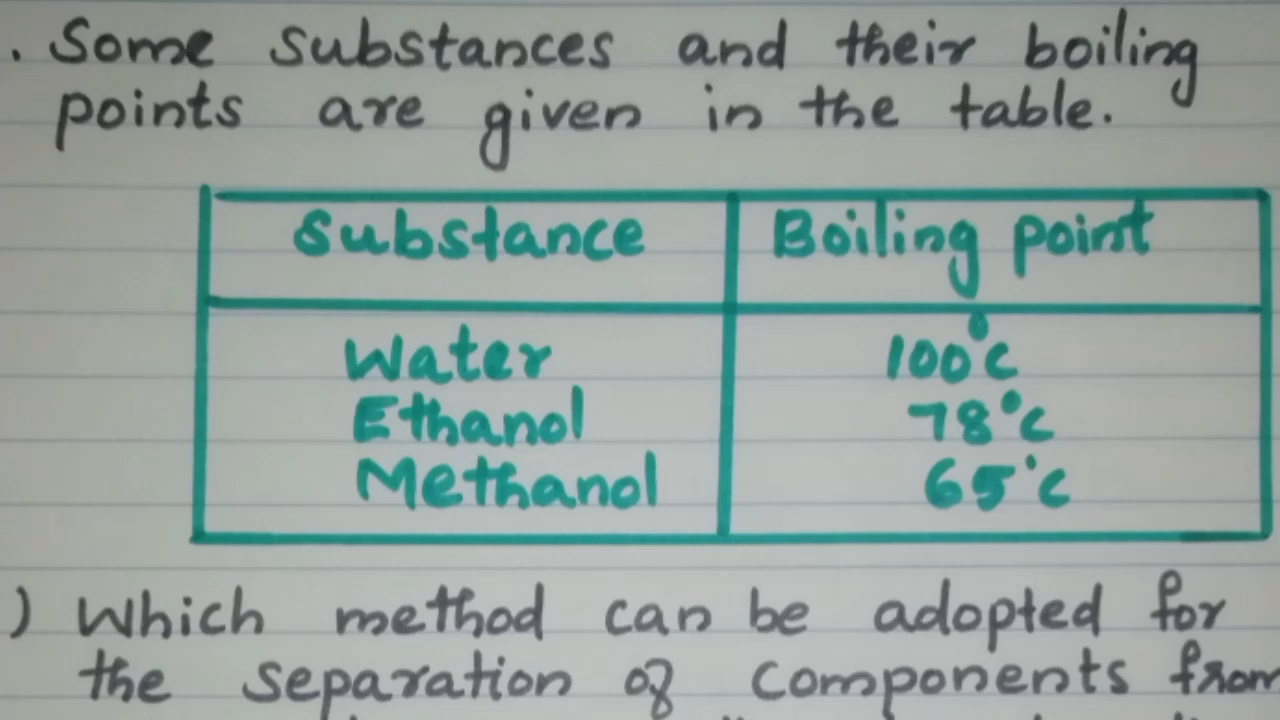 . Some substances and their boiling
points are given in the table.
Substance Boiling point
Water 100°C
Ethanol 78°C
Methanol 65°C
) Which method can be adopted for
the separation of components from